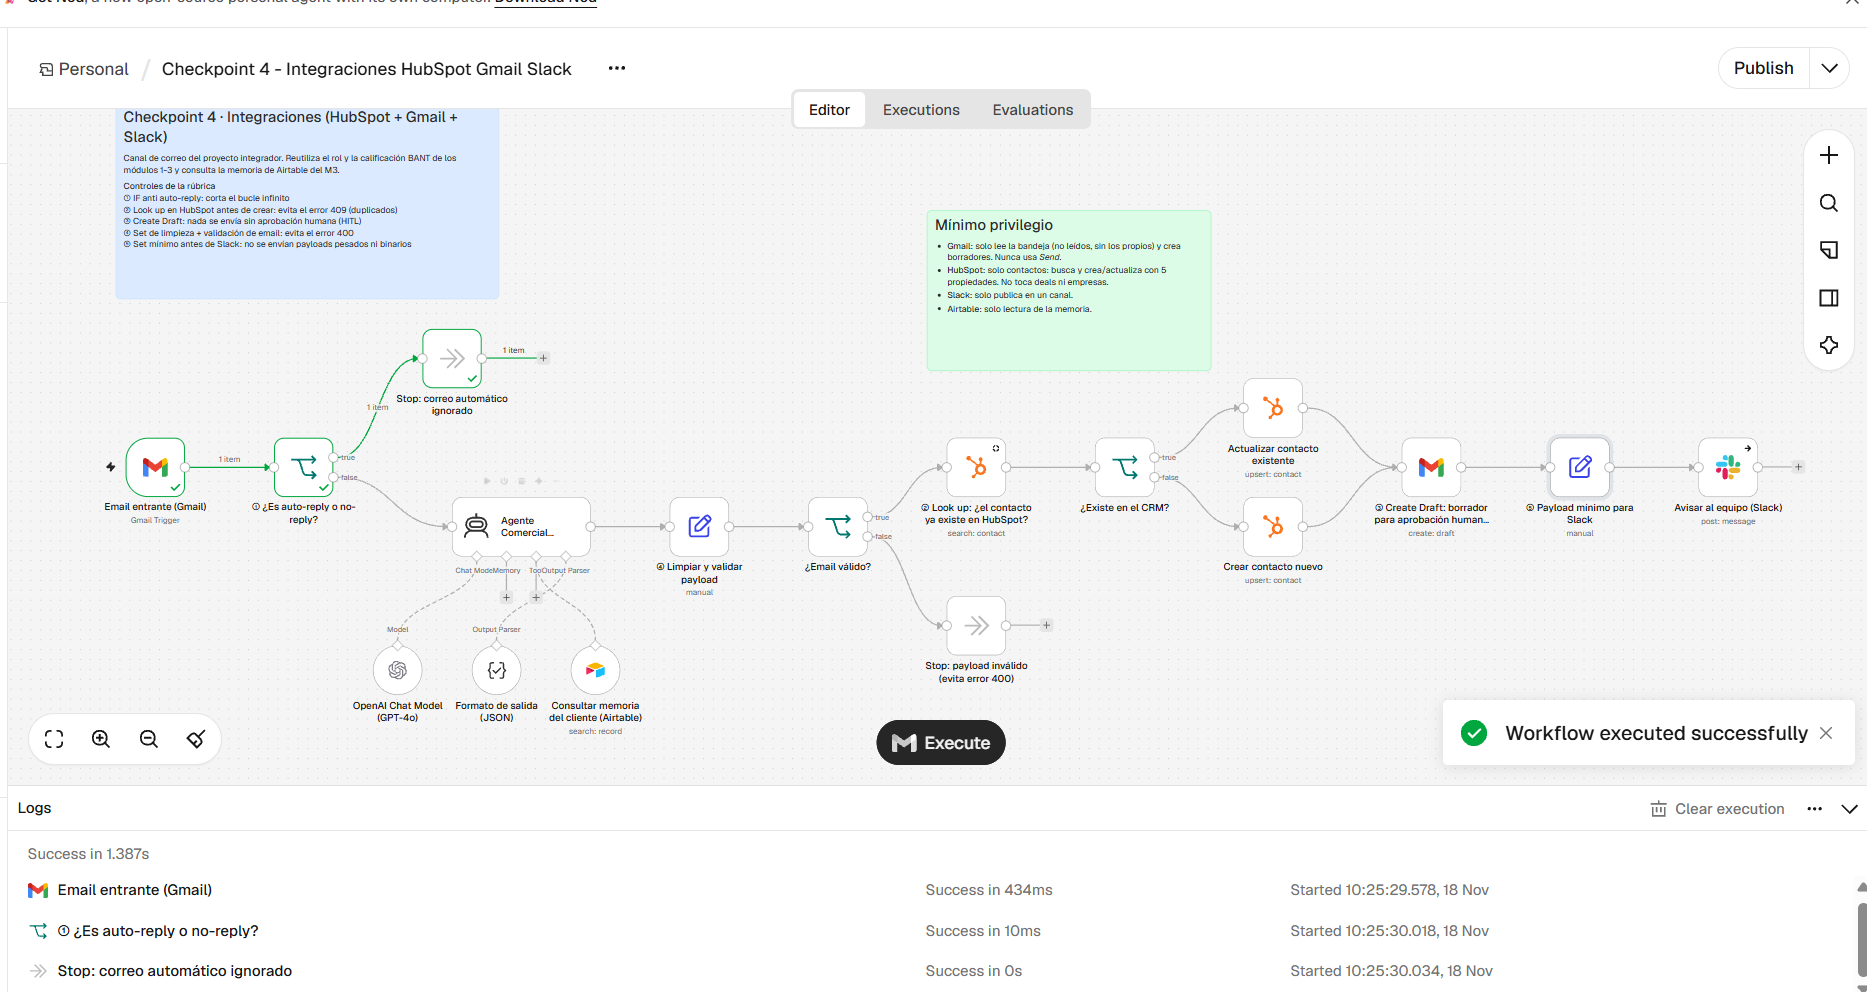 Personal / Checkpoint 4 - Integraciones HubSpot Gmail Slack
Publish
Editor
Executions
Evaluations
Checkpoint 4 · Integraciones (HubSpot + Gmail +
Slack)
Canal de correo del proyecto integrador. Reutiliza el rol y la calificación BANT de los
módulos 1-3 y consulta la memoria de Airtable del M3.
Controles de la rúbrica
① IF anti auto-reply: corta el bucle infinito
② Look up en HubSpot antes de crear: evita el error 409 (duplicados)
③ Create Draft: nada se envía sin aprobación humana (HITL)
④ Set de limpieza + validación de email: evita el error 400
⑤ Set mínimo antes de Slack: no se envían payloads pesados ni binarios
Mínimo privilegio
• Gmail: solo lee la bandeja (no leídos, sin los propios) y crea
borradores. Nunca usa Send.
• HubSpot: solo contactos: busca y crea/actualiza con 5
propiedades. No toca deals ni empresas.
• Slack: solo publica en un canal.
• Airtable: solo lectura de la memoria.
1 item
Stop: correo automático
ignorado
1 item
1 item
true
false
Email entrante (Gmail)
Gmail Trigger
① ¿Es auto-reply o no-
reply?
Agente
Comercial...
Chat Model
Memory
Tool
Output Parser
Model
Output Parser
OpenAI Chat Model
(GPT-4o)
Formato de salida
(JSON)
Consultar memoria
del cliente (Airtable)
search: record
④ Limpiar y validar
payload
manual
¿Email válido?
true
false
② Look up: ¿el contacto
ya existe en HubSpot?
search: contact
Stop: payload inválido
(evita error 400)
¿Existe en el CRM?
true
false
Actualizar contacto
existente
upsert: contact
Crear contacto nuevo
upsert: contact
③ Create Draft: borrador
para aprobación human...
create: draft
⑤ Payload mínimo para
Slack
manual
Avisar al equipo (Slack)
post: message
Execute
Workflow executed successfully
Logs
Clear execution
Success in 1.387s
Email entrante (Gmail) Success in 434ms Started 10:25:29.578, 18 Nov
① ¿Es auto-reply o no-reply? Success in 10ms Started 10:25:30.018, 18 Nov
Stop: correo automático ignorado Success in 0s Started 10:25:30.034, 18 Nov